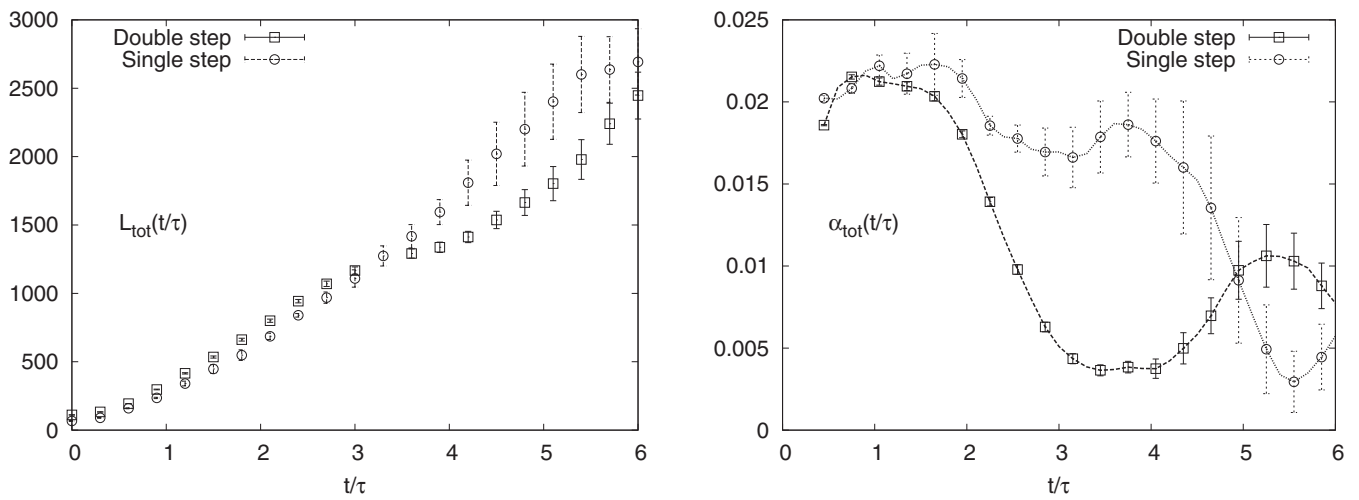 3000
2500
2000
1500
1000
500
0
0 1 2 3 4 5 6
Double step
Single step
Ltot(t/τ)
t/τ
0.025
0.02
0.015
0.01
0.005
0
0 1 2 3 4 5 6
Double step
Single step
αtot(t/τ)
t/τ